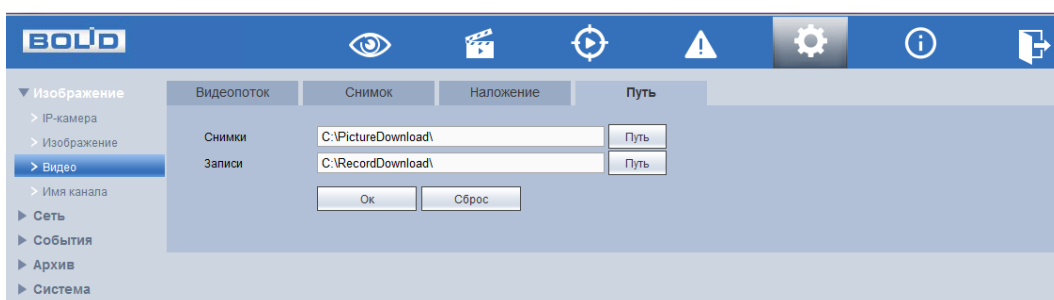 BOLID
Изображение
IP-камера
Изображение
Видео
Имя канала
Сеть
События
Архив
Система
Видеопоток Снимок Наложение Путь
Снимки C:\PictureDownload\ Путь
Записи C:\RecordDownload\ Путь
Ок Сброс